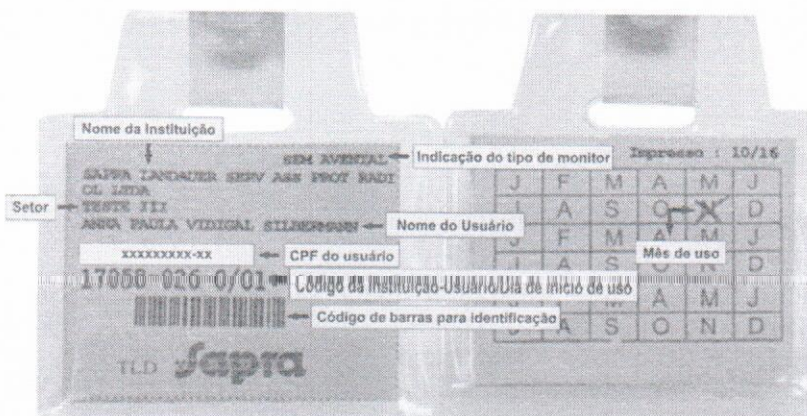 Nome da Instituição
SEM AVENTAL
Indicação do tipo de monitor
SAPRA LANDAUER SERV ASS PROT RADI
OL LTDA
Setor
TESTE III
ANNA PAULA VIDIGAL SILBERMANN
Nome do Usuário
xxxxxxxxx-xx
CPF do usuário
17050 026 0/01
Código da Instituição-Usuário/Dia de início de uso
Código de barras para identificação
TLD Sapra
Impresso : 10/16
J F M A M J
J A S O X D
J F M A M J
Mês de uso
J A S O N D
J F M A M J
J A S O N D